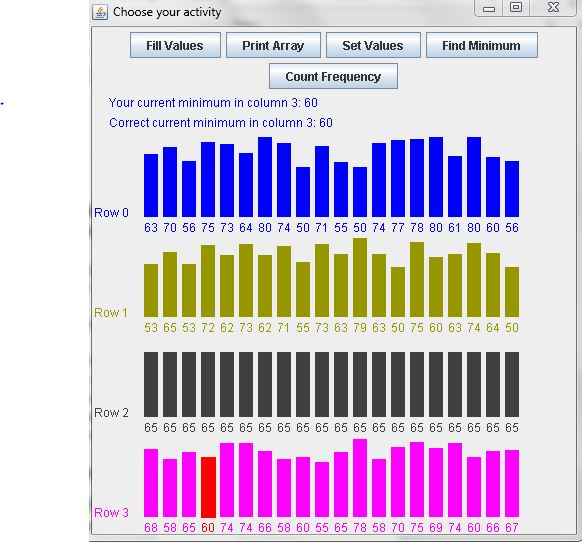 Choose your activity
Fill Values Print Array Set Values Find Minimum
Count Frequency
Your current minimum in column 3: 60
Correct current minimum in column 3: 60
Row 0
63 70 56 75 73 64 80 74 50 71 55 50 74 77 78 80 61 80 60 56
Row 1
53 65 53 72 62 73 62 71 55 73 63 79 63 50 75 60 63 74 64 50
Row 2
65 65 65 65 65 65 65 65 65 65 65 65 65 65 65 65 65 65 65 65
Row 3
68 58 65 60 74 74 66 58 60 55 65 78 58 70 75 69 74 60 66 67